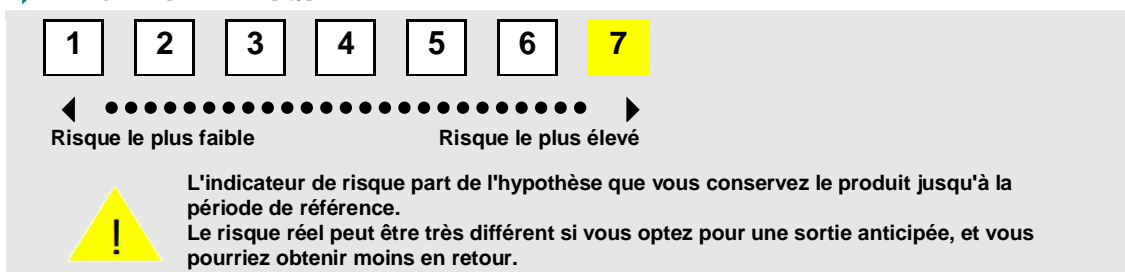 1 2 3 4 5 6 7
Risque le plus faible Risque le plus élevé
L'indicateur de risque part de l'hypothèse que vous conservez le produit jusqu'à la
période de référence.
Le risque réel peut être très différent si vous optez pour une sortie anticipée, et vous
pourriez obtenir moins en retour.
!